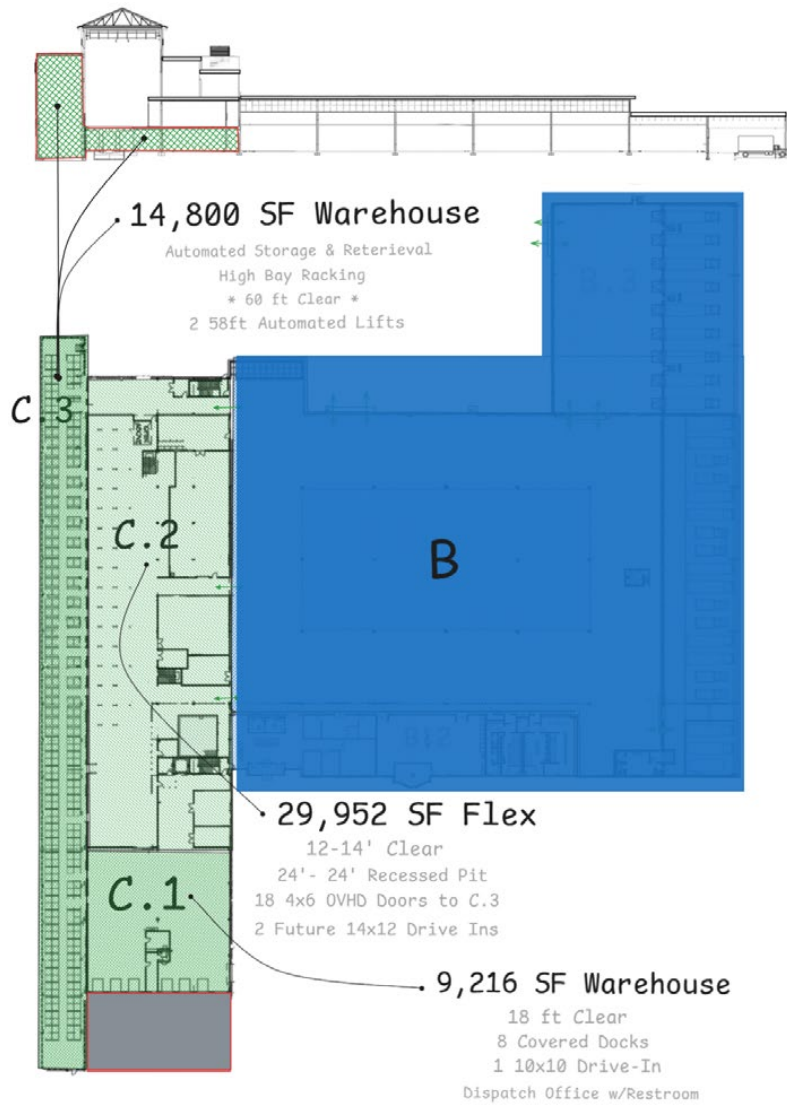 14,800 SF Warehouse
Automated Storage & Reterieval
High Bay Racking
* 60 ft Clear *
2 58ft Automated Lifts
C.3
C.2
B
29,952 SF Flex
12-14' Clear
24'- 24' Recessed Pit
18 4x6 OVHD Doors to C.3
2 Future 14x12 Drive Ins
C.1
9,216 SF Warehouse
18 ft Clear
8 Covered Docks
1 10x10 Drive-In
Dispatch Office w/Restroom